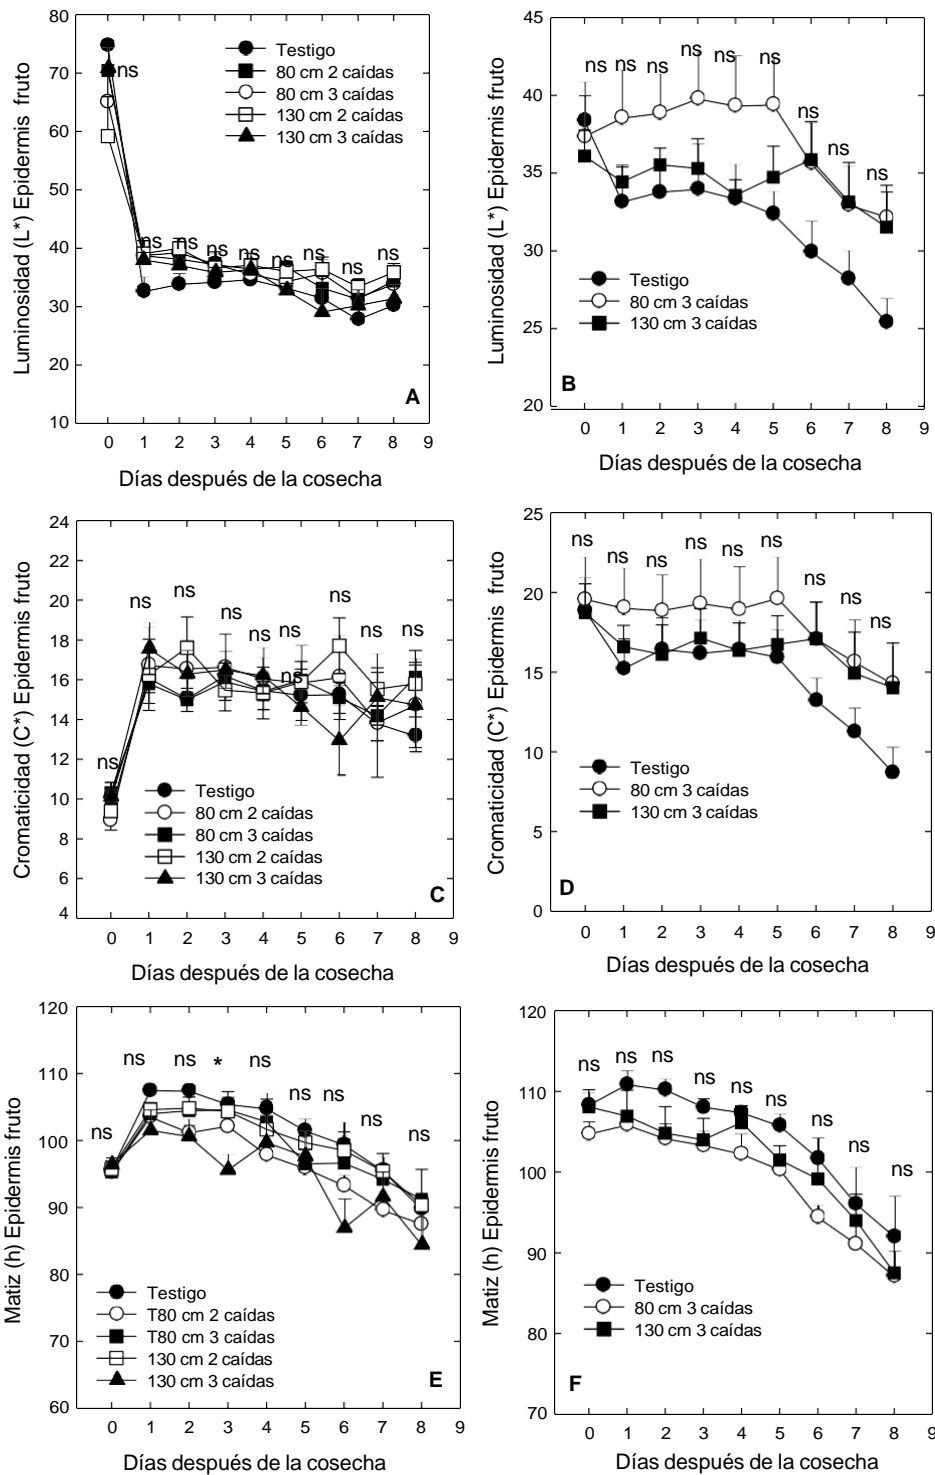 80
70
60
50
40
30
20
10
Luminosidad (L*) Epidermis fruto
Testigo
80 cm 2 caídas
80 cm 3 caídas
130 cm 2 caídas
130 cm 3 caídas
ns
ns
ns
ns
ns
ns
ns
ns
ns
A
0 1 2 3 4 5 6 7 8 9
Días después de la cosecha
45
40
35
30
25
20
Luminosidad (L*) Epidermis fruto
ns
ns
ns
ns
ns
ns
ns
ns
ns
Testigo
80 cm 3 caídas
130 cm 3 caídas
B
0 1 2 3 4 5 6 7 8 9
Días después de la cosecha
24
22
20
18
16
14
12
10
8
6
4
Cromaticidad (C*) Epidermis fruto
ns
ns
ns
ns
ns
ns
ns
ns
ns
ns
Testigo
80 cm 2 caídas
80 cm 3 caídas
130 cm 2 caídas
130 cm 3 caídas
C
0 1 2 3 4 5 6 7 8 9
Días después de la cosecha
25
20
15
10
5
0
Cromaticidad (C*) Epidermis fruto
ns
ns
ns
ns
ns
ns
ns
ns
ns
Testigo
80 cm 3 caídas
130 cm 3 caídas
D
0 1 2 3 4 5 6 7 8 9
Días después de la cosecha
120
110
100
90
80
70
60
Matiz (h) Epidermis fruto
ns
ns
ns
*
ns
ns
ns
ns
ns
Testigo
T80 cm 2 caídas
T80 cm 3 caídas
130 cm 2 caídas
130 cm 3 caídas
E
0 1 2 3 4 5 6 7 8 9
Días después de la cosecha
120
110
100
90
80
70
Matiz (h) Epidermis fruto
ns
ns
ns
ns
ns
ns
ns
ns
ns
Testigo
80 cm 3 caídas
130 cm 3 caídas
F
0 1 2 3 4 5 6 7 8 9
Días después de la cosecha